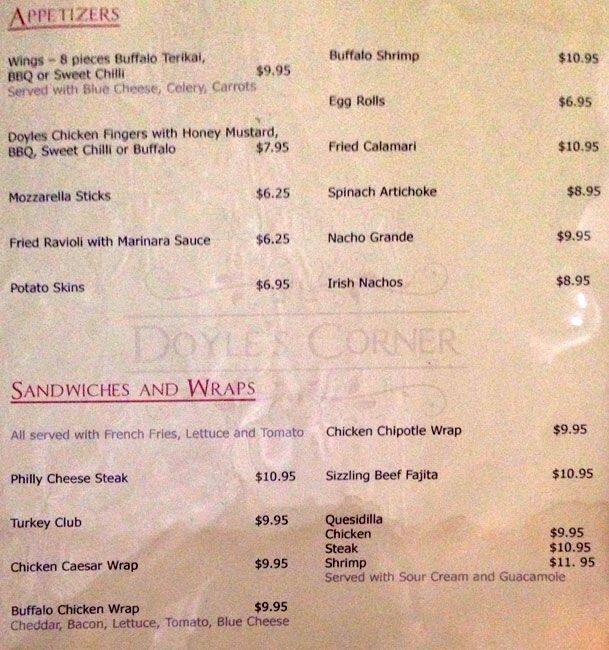 APPETIZERS
Wings – 8 pieces Buffalo Terikai,
BBQ or Sweet Chilli $9.95
Served with Blue Cheese, Celery, Carrots
Doyles Chicken Fingers with Honey Mustard,
BBQ, Sweet Chilli or Buffalo $7.95
Mozzarella Sticks $6.25
Fried Ravioli with Marinara Sauce $6.25
Potato Skins $6.95
Buffalo Shrimp $10.95
Egg Rolls $6.95
Fried Calamari $10.95
Spinach Artichoke $8.95
Nacho Grande $9.95
Irish Nachos $8.95
DOYLE'S CORNER
SANDWICHES AND WRAPS
All served with French Fries, Lettuce and Tomato
Philly Cheese Steak $10.95
Turkey Club $9.95
Chicken Caesar Wrap $9.95
Buffalo Chicken Wrap $9.95
Cheddar, Bacon, Lettuce, Tomato, Blue Cheese
Chicken Chipotle Wrap $9.95
Sizzling Beef Fajita $10.95
Quesidilla
Chicken $9.95
Steak $10.95
Shrimp $11. 95
Served with Sour Cream and Guacamole